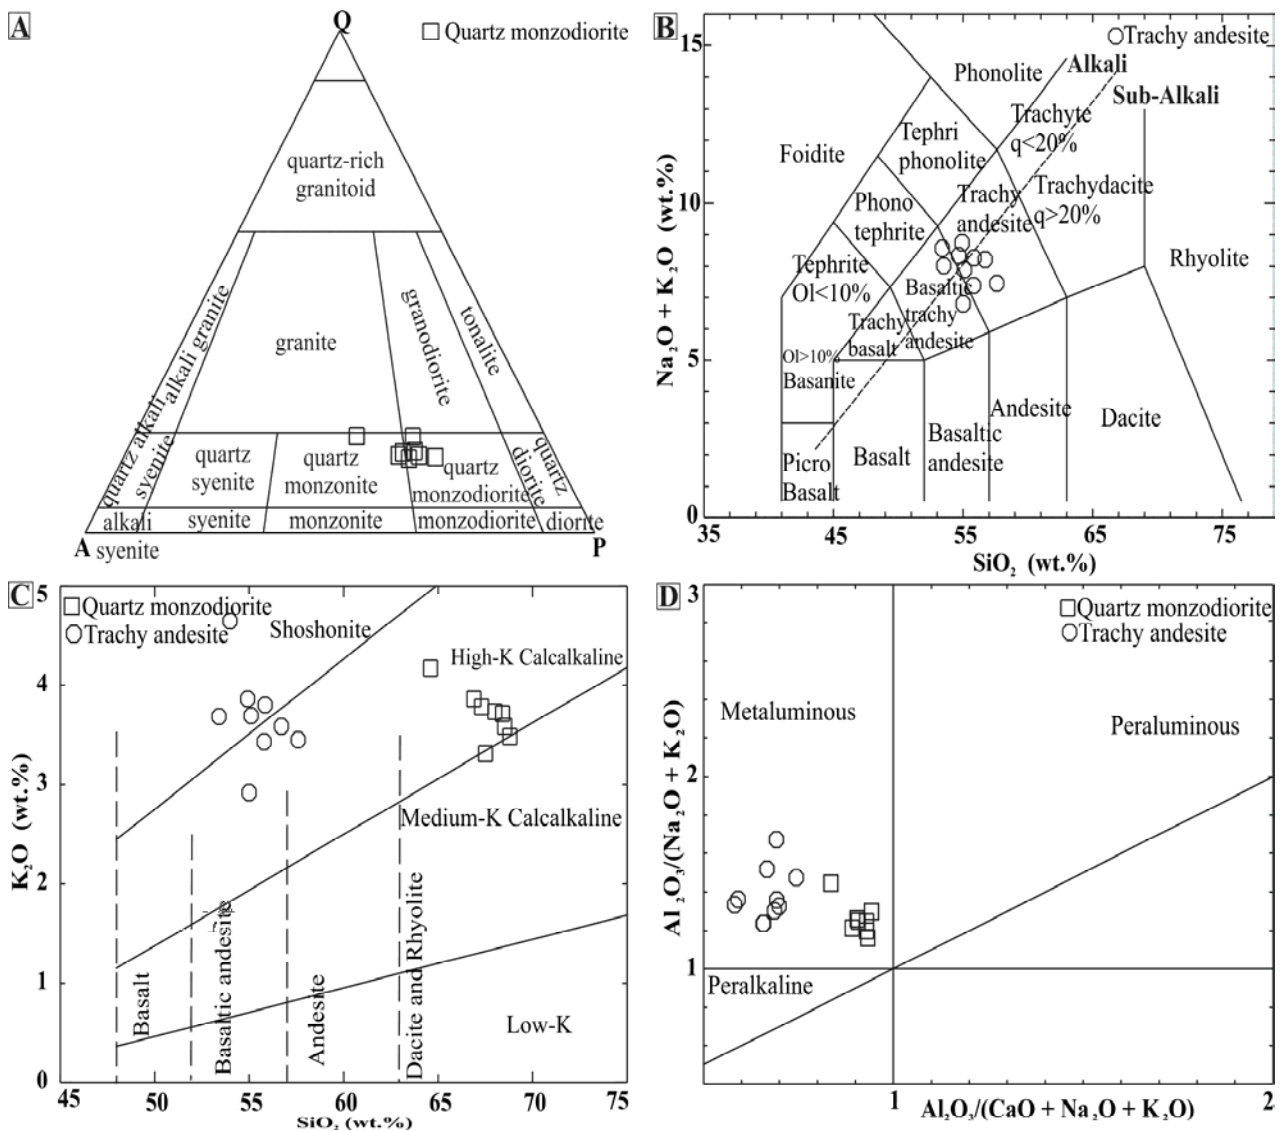 A
Q
Quartz monzodiorite
quartz-rich
granitoid
alkali granite
granite
granodiorite
tonalite
quartz alkali
syenite
quartz
syenite
quartz
monzonite
quartz
monzodiorite
quartz
diorite
alkali
syenite
syenite
monzonite
monzodiorite
diorite
A
P
B
Trachy andesite
Na2O + K2O (wt.%)
15
10
5
0
35
45
55
65
75
SiO2 (wt.%)
Phonolite
Alkali
Sub-Alkali
Foidite
Tephri
phonolite
Trachyte
q<20%
Trachydacite
q>20%
Phono
tephrite
Trachy
andesite
Rhyolite
Tephrite
Ol<10%
Basaltic
trachy
andesite
Trachy
basalt
Ol>10%
Basanite
Picro
Basalt
Basalt
Basaltic
andesite
Andesite
Dacite
C
Quartz monzodiorite
Trachy andesite
K2O (wt.%)
5
4
3
2
1
0
45
50
55
60
65
70
75
SiO2 (wt.%)
Shoshonite
High-K Calcalkaline
Medium-K Calcalkaline
Low-K
Basalt
Basaltic andesite
Andesite
Dacite and Rhyolite
D
Quartz monzodiorite
Trachy andesite
Al2O3/(Na2O + K2O)
3
2
1
Metaluminous
Peraluminous
Peralkaline
1
2
Al2O3/(CaO + Na2O + K2O)